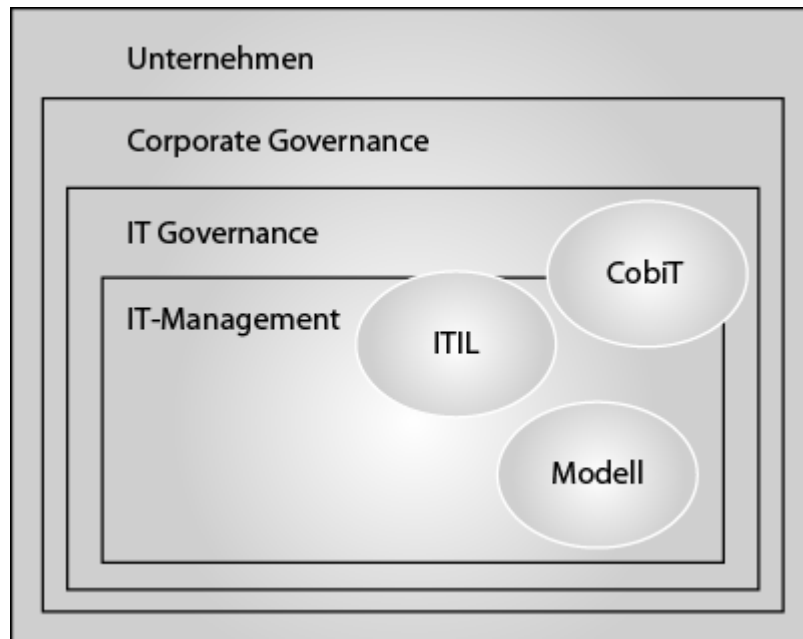 Unternehmen
Corporate Governance
IT Governance
CobiT
IT-Management
ITIL
Modell